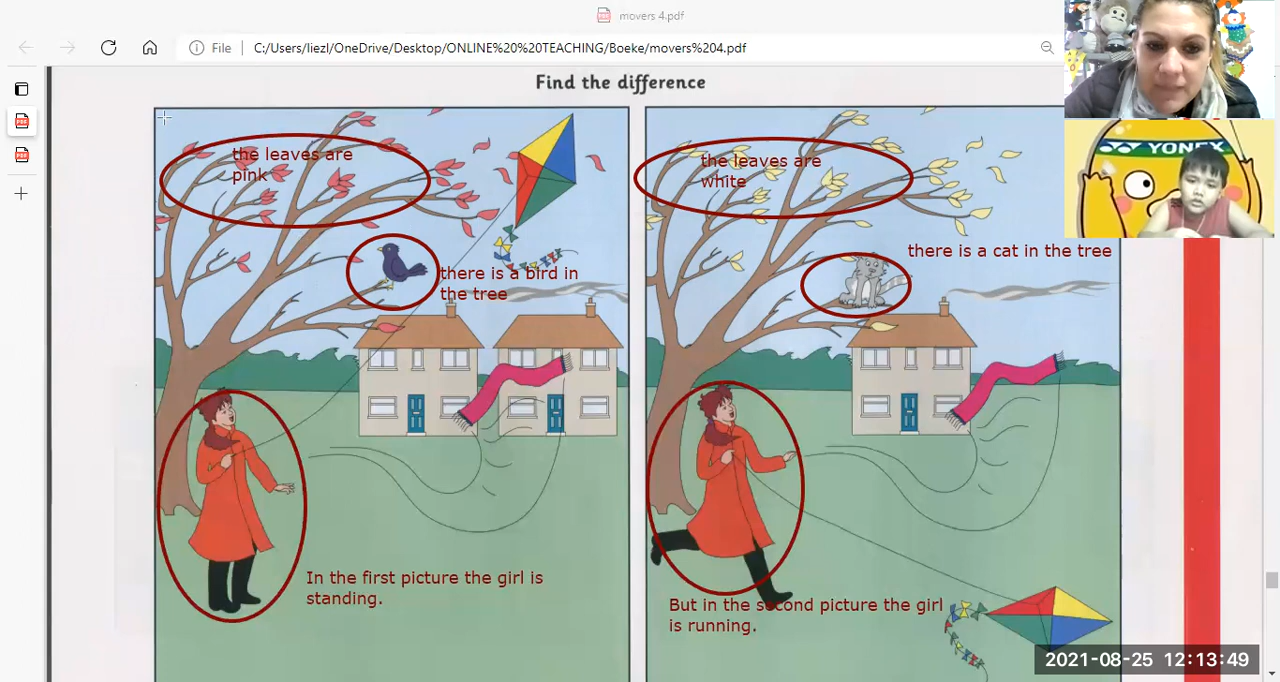 movers 4.pdf
File
C:/Users/liezl/OneDrive/Desktop/ONLINE%20%20TEACHING/Boeke/movers%204.pdf
Find the difference
the leaves are
pink
the leaves are
white
YONEX
there is a bird in
the tree
there is a cat in the tree
In the first picture the girl is
standing.
But in the second picture the girl
is running.
2021-08-25 12:13:49